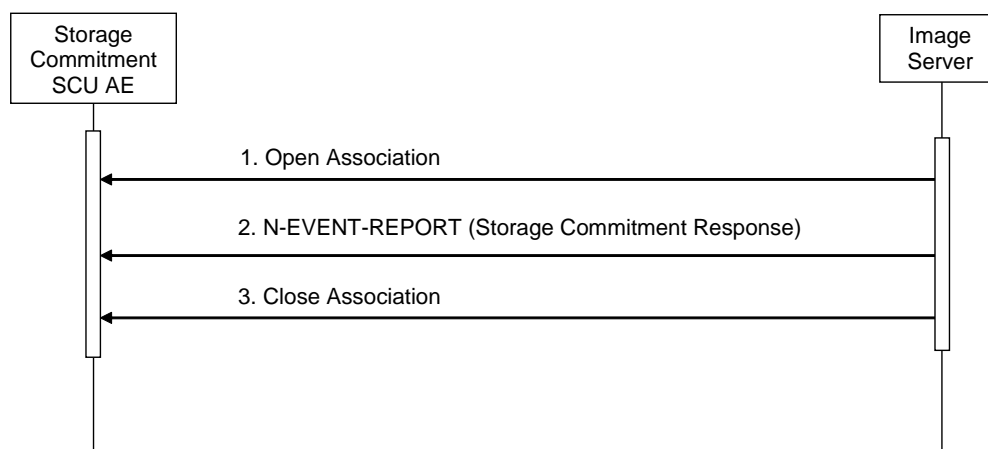 Storage
Commitment
SCU AE
Image
Server
1. Open Association
2. N-EVENT-REPORT (Storage Commitment Response)
3. Close Association